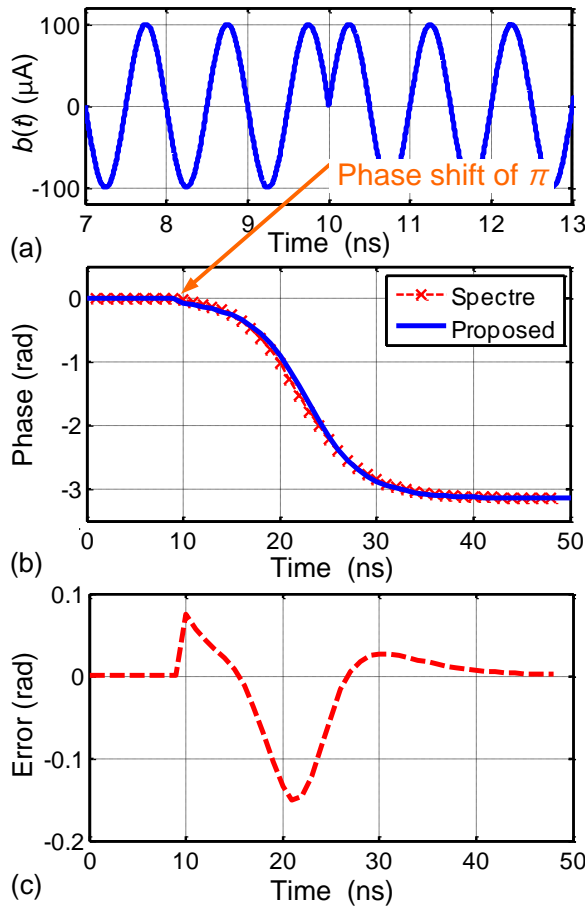 100
0
-100
b(t) (μA)
7 8 9 10 11 12 13
Time (ns)
(a)
Phase shift of π
0
-1
-2
-3
Phase (rad)
Spectre
Proposed
0 10 20 30 40 50
Time (ns)
(b)
0.1
0
-0.1
-0.2
Error (rad)
0 10 20 30 40 50
Time (ns)
(c)